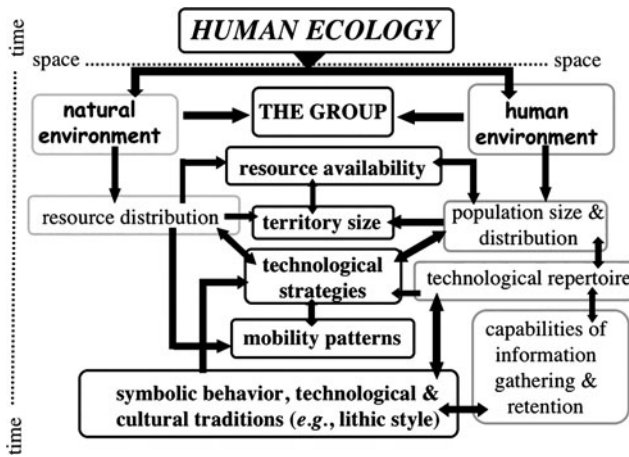 time
HUMAN ECOLOGY
space
space
natural
environment
THE GROUP
human
environment
resource availability
resource distribution
territory size
population size &
distribution
technological
strategies
technological repertoire
mobility patterns
capabilities of
information
gathering &
retention
symbolic behavior, technological &
cultural traditions (e.g., lithic style)
time